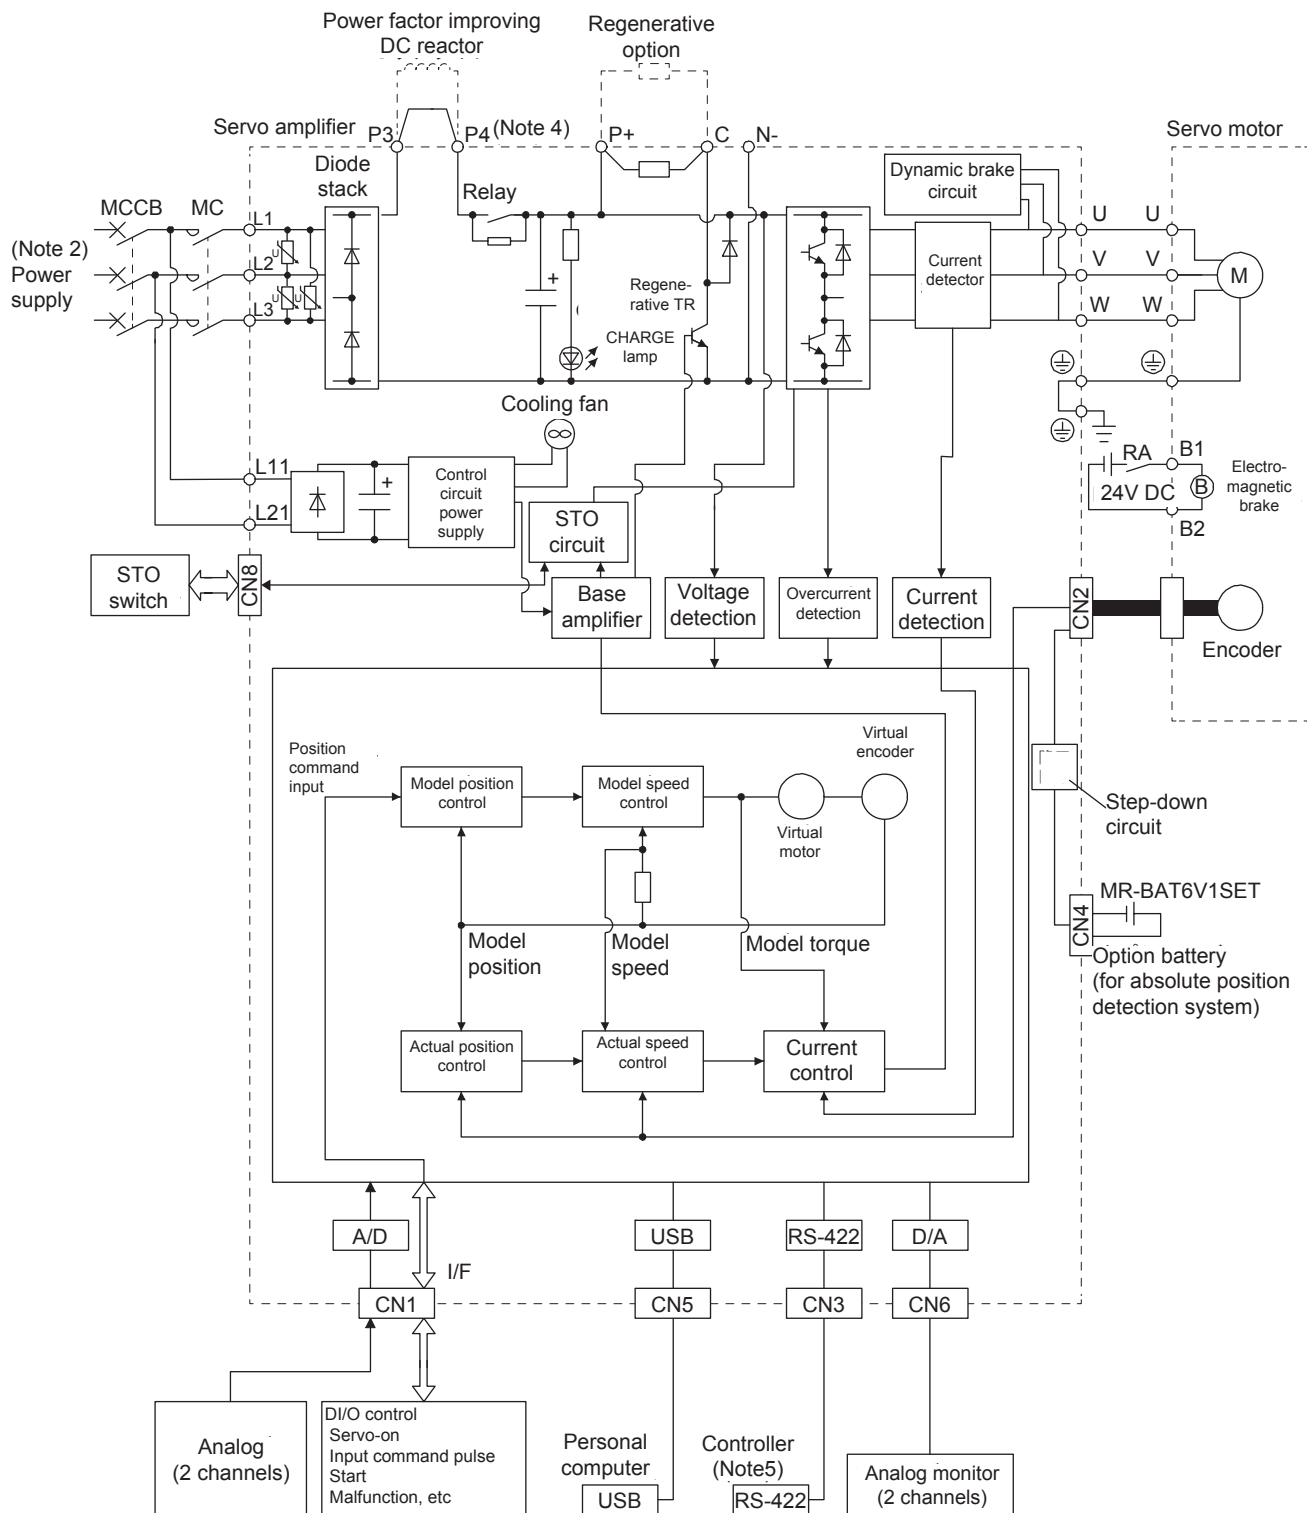 Power factor improving
DC reactor
Regenerative
option
Servo amplifier
P3
P4
(Note 4)
P+
C
N-
Servo motor
Diode
stack
Relay
Dynamic brake
circuit
MCCB
MC
L1
U
U
(Note 2)
Power
supply
L2
U
V
V
M
Current
detector
Regene-
rative TR
U
U
L3
W
W
CHARGE
lamp
+
Cooling fan
L11
+
Control
circuit
power
supply
RA
B1
24V DC
B
Electro-
magnetic
brake
L21
STO
circuit
B2
STO
switch
CN8
Base
amplifier
Voltage
detection
Overcurrent
detection
Current
detection
CN2
Encoder
Position
command
input
Virtual
encoder
Model position
control
Model speed
control
Virtual
motor
Step-down
circuit
MR-BAT6V1SET
CN4
Model
position
Model
speed
Model torque
Option battery
(for absolute position
detection system)
Actual position
control
Actual speed
control
Current
control
A/D
USB
RS-422
D/A
I/F
CN1
CN5
CN3
CN6
Analog
(2 channels)
DI/O control
Servo-on
Input command pulse
Start
Malfunction, etc
Personal
computer
USB
Controller
(Note5)
RS-422
Analog monitor
(2 channels)